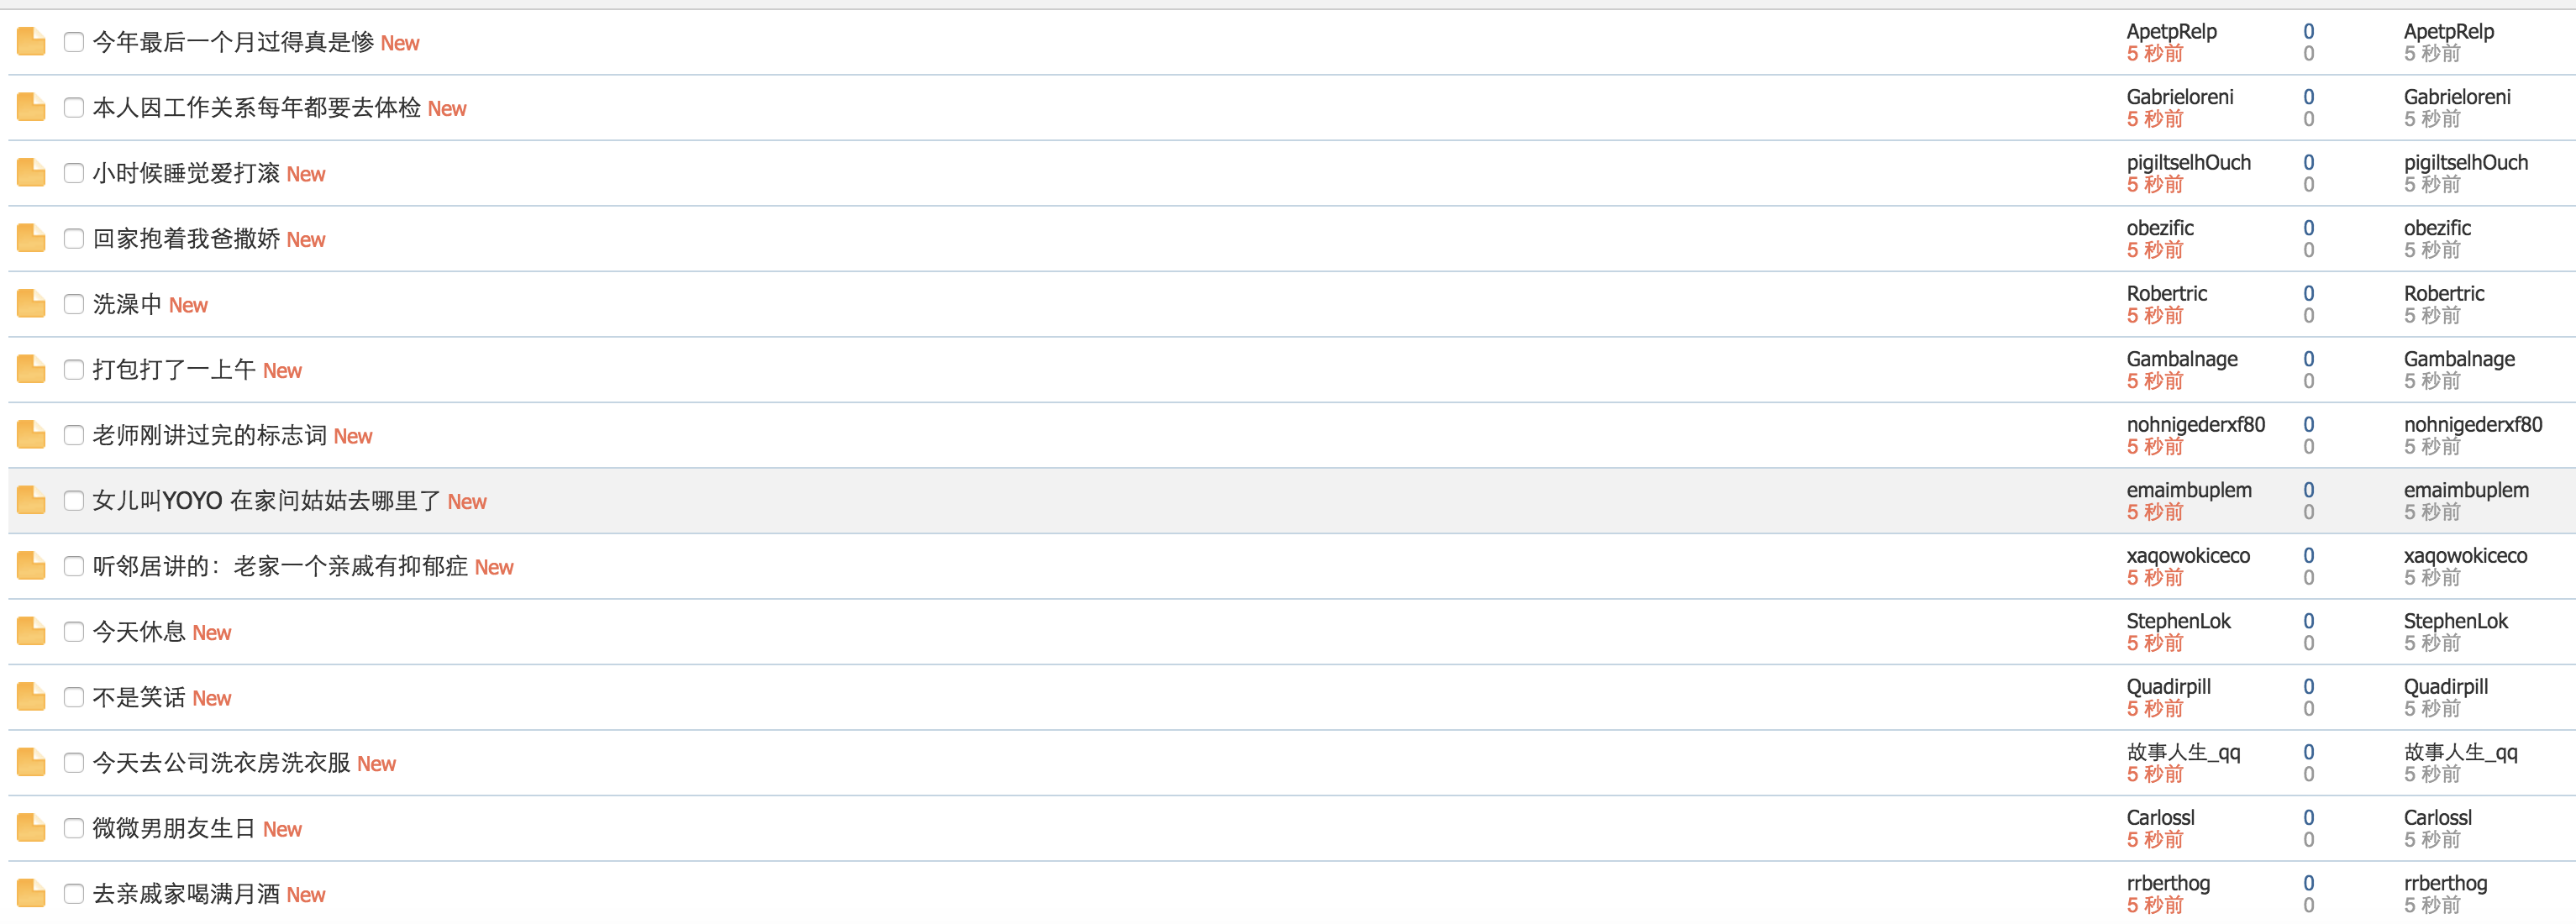 今年最后一个月过得真是惨 New ApetpRelp 0 ApetpRelp
5 秒前 0 5 秒前
本人因工作关系每年都要去体检 New Gabrieloreni 0 Gabrieloreni
5 秒前 0 5 秒前
小时候睡觉爱打滚 New pigiltselhOuch 0 pigiltselhOuch
5 秒前 0 5 秒前
回家抱着我爸撒娇 New obezific 0 obezific
5 秒前 0 5 秒前
洗澡中 New Robertric 0 Robertric
5 秒前 0 5 秒前
打包打了一上午 New Gambalnage 0 Gambalnage
5 秒前 0 5 秒前
老师刚讲过完的标志词 New nohnigederxf80 0 nohnigederxf80
5 秒前 0 5 秒前
女儿叫YOYO 在家问姑姑去哪里了 New emaimbuplem 0 emaimbuplem
5 秒前 0 5 秒前
听邻居讲的：老家一个亲戚有抑郁症 New xaqowokiceco 0 xaqowokiceco
5 秒前 0 5 秒前
今天休息 New StephenLok 0 StephenLok
5 秒前 0 5 秒前
不是笑话 New Quadirpill 0 Quadirpill
5 秒前 0 5 秒前
今天去公司洗衣房洗衣服 New 故事人生_qq 0 故事人生_qq
5 秒前 0 5 秒前
微微男朋友生日 New Carlossl 0 Carlossl
5 秒前 0 5 秒前
去亲戚家喝满月酒 New rrberthog 0 rrberthog
5 秒前 0 5 秒前